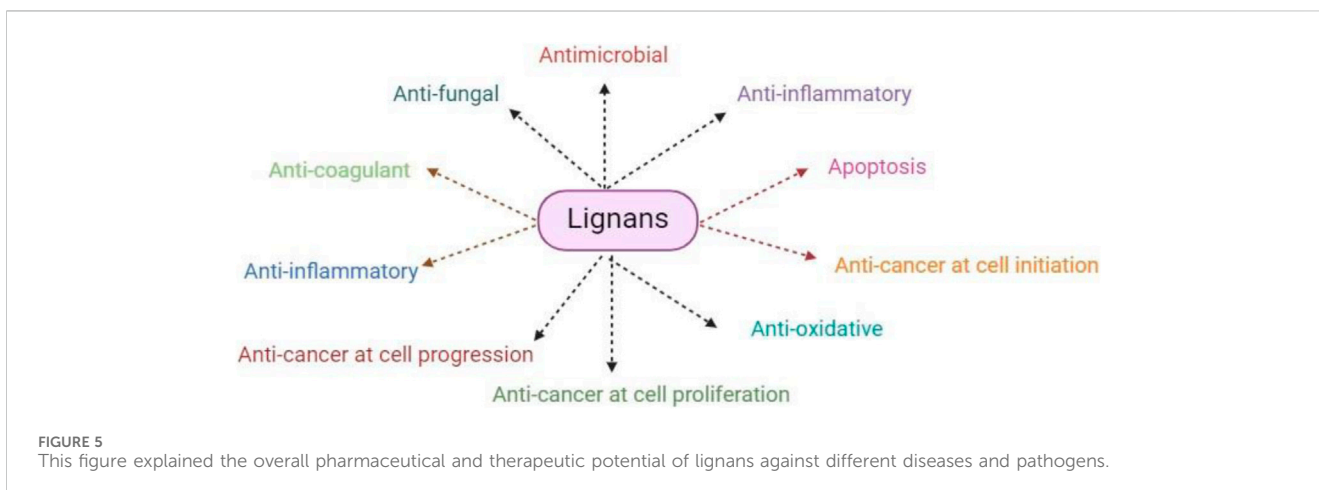 Antimicrobial
Anti-fungal
Anti-inflammatory
Anti-coagulant
Apoptosis
Lignans
Anti-inflammatory
Anti-cancer at cell initiation
Anti-oxidative
Anti-cancer at cell progression
Anti-cancer at cell proliferation
FIGURE 5
This figure explained the overall pharmaceutical and therapeutic potential of lignans against different diseases and pathogens.